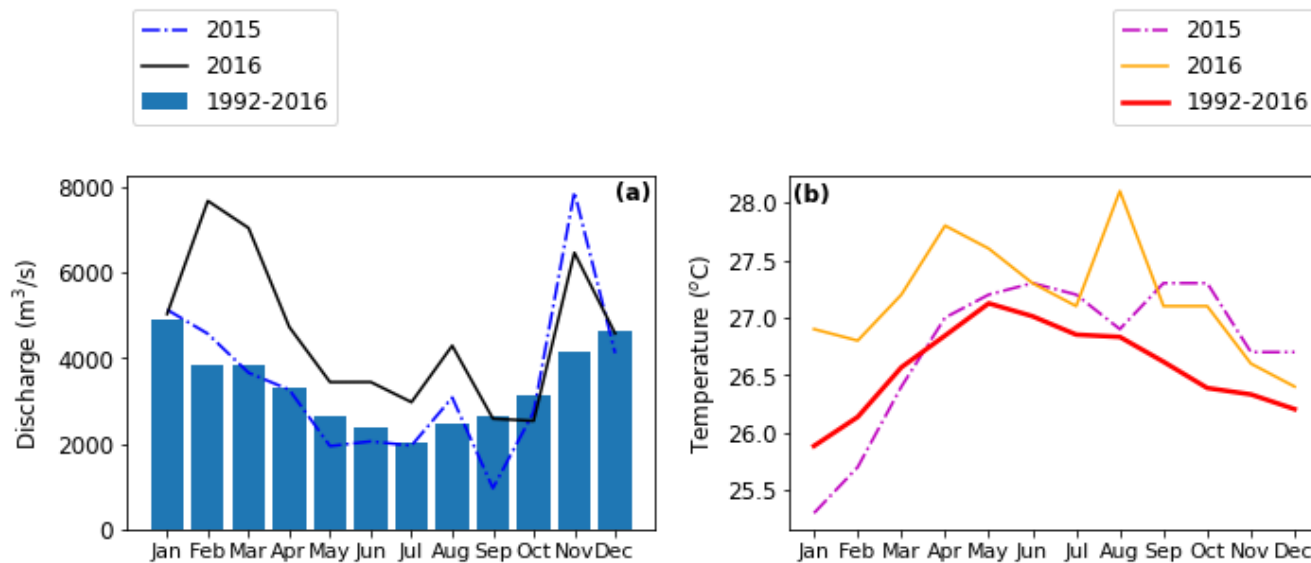 2015
2016
1992-2016
2015
2016
1992-2016
(a)
Discharge (m³/s)
8000
6000
4000
2000
0
Jan Feb Mar Apr May Jun Jul Aug Sep Oct Nov Dec
(b)
Temperature (°C)
28.0
27.5
27.0
26.5
26.0
25.5
Jan Feb Mar Apr May Jun Jul Aug Sep Oct Nov Dec